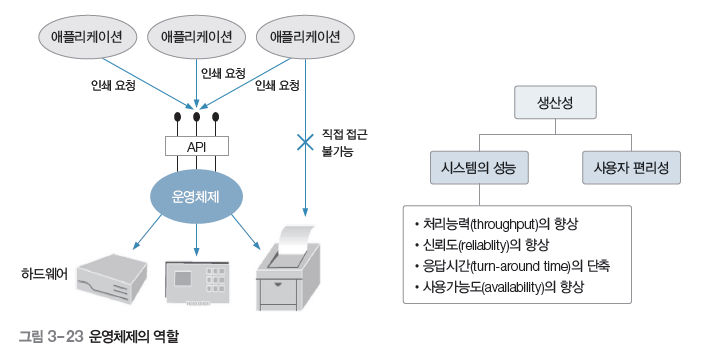 애플리케이션
애플리케이션
애플리케이션
인쇄 요청
인쇄 요청
인쇄 요청
직접 접근
불가능
API
운영체제
하드웨어
생산성
시스템의 성능
사용자 편리성
• 처리능력(throughput)의 향상
• 신뢰도(reliablity)의 향상
• 응답시간(turn-around time)의 단축
• 사용가능도(availability)의 향상
그림 3-23 운영체제의 역할